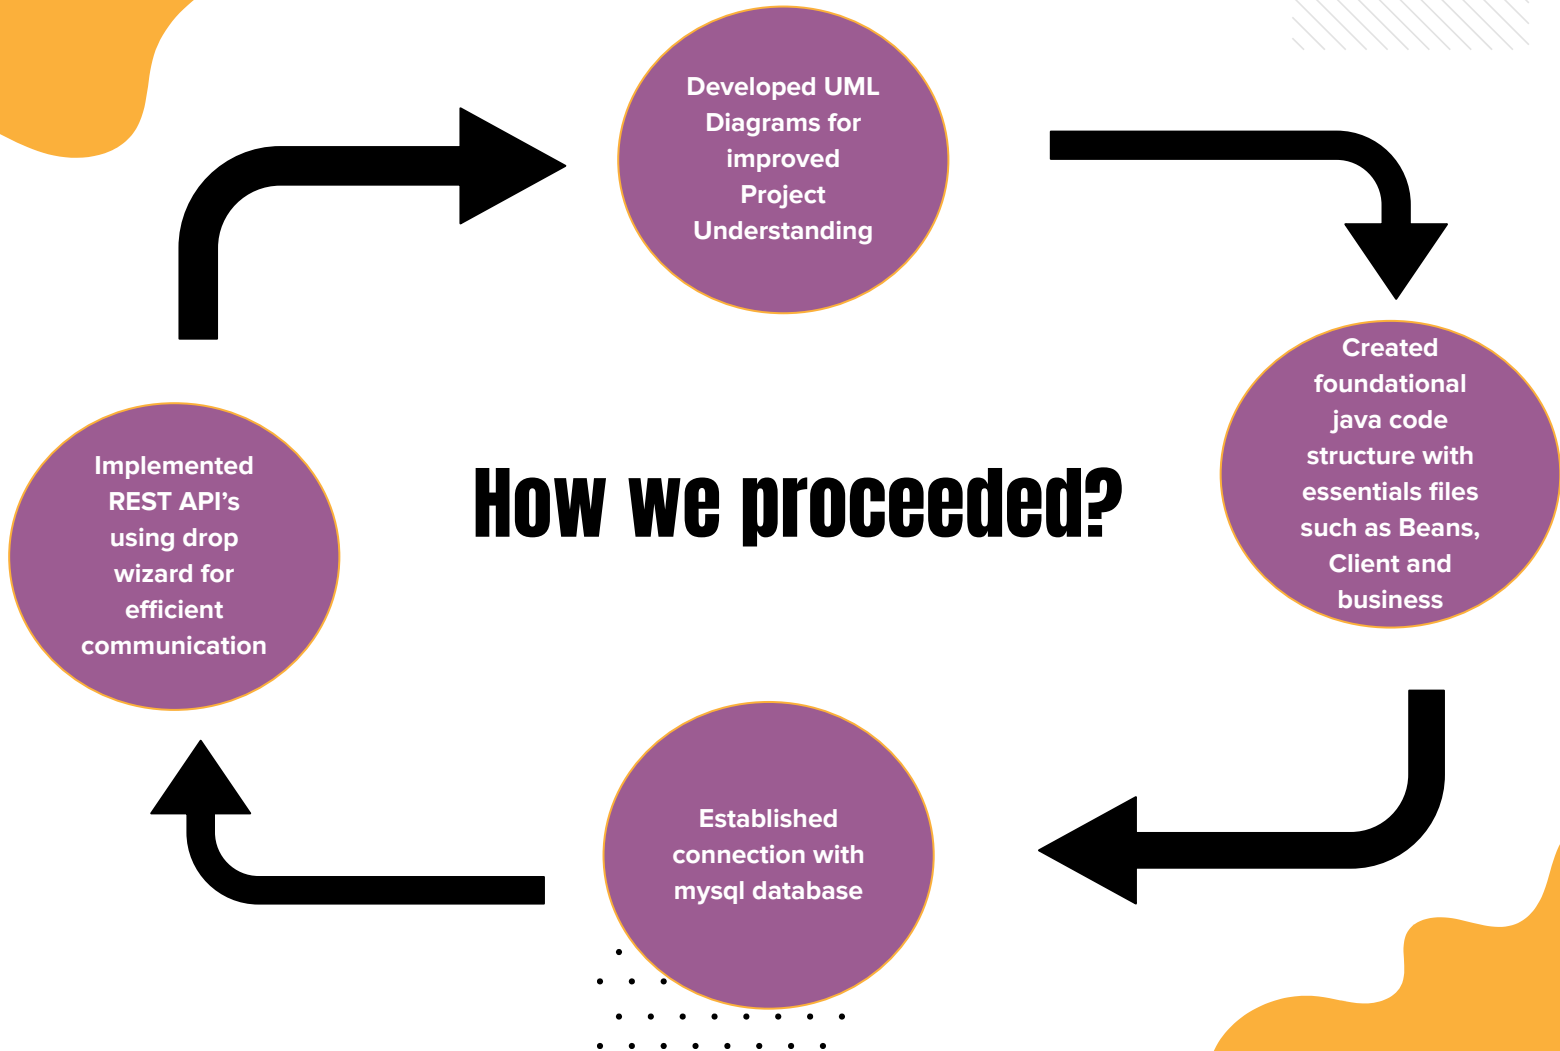 Developed UML
Diagrams for
improved
Project
Understanding
Created
foundational
java code
structure with
essentials files
such as Beans,
Client and
business
How we proceeded?
Implemented
REST API’s
using drop
wizard for
efficient
communication
Established
connection with
mysql database